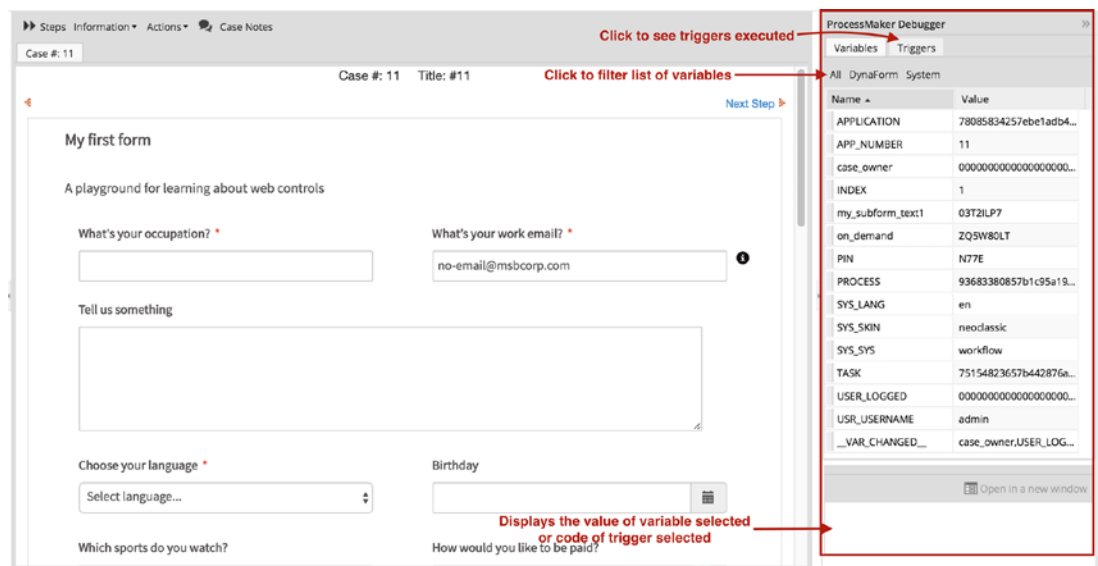 Steps Information Actions Case Notes
Case #: 11
Case #: 11 Title: #11
Next Step
My first form
A playground for learning about web controls
What's your occupation? *
What's your work email? *
no-email@msbcorp.com
Tell us something
Choose your language *
Birthday
Select language...
Which sports do you watch?
How would you like to be paid?
Click to see triggers executed
Click to filter list of variables
Displays the value of variable selected
or code of trigger selected
ProcessMaker Debugger
Variables Triggers
All DynaForm System
Name Value
APPLICATION 78085834257ebe1adb4...
APP_NUMBER 11
case_owner 0000000000000000000...
INDEX 1
my_subform_text1 03T2ILP7
on_demand ZQ5W80LT
PIN N77E
PROCESS 93683380857b1c95a19...
SYS_LANG en
SYS_SKIN neoclassic
SYS_SYS workflow
TASK 75154823657b442876a...
USER_LOGGED 0000000000000000000...
USR_USERNAME admin
__VAR_CHANGED__ case_owner,USER_LOG...
Open in a new window